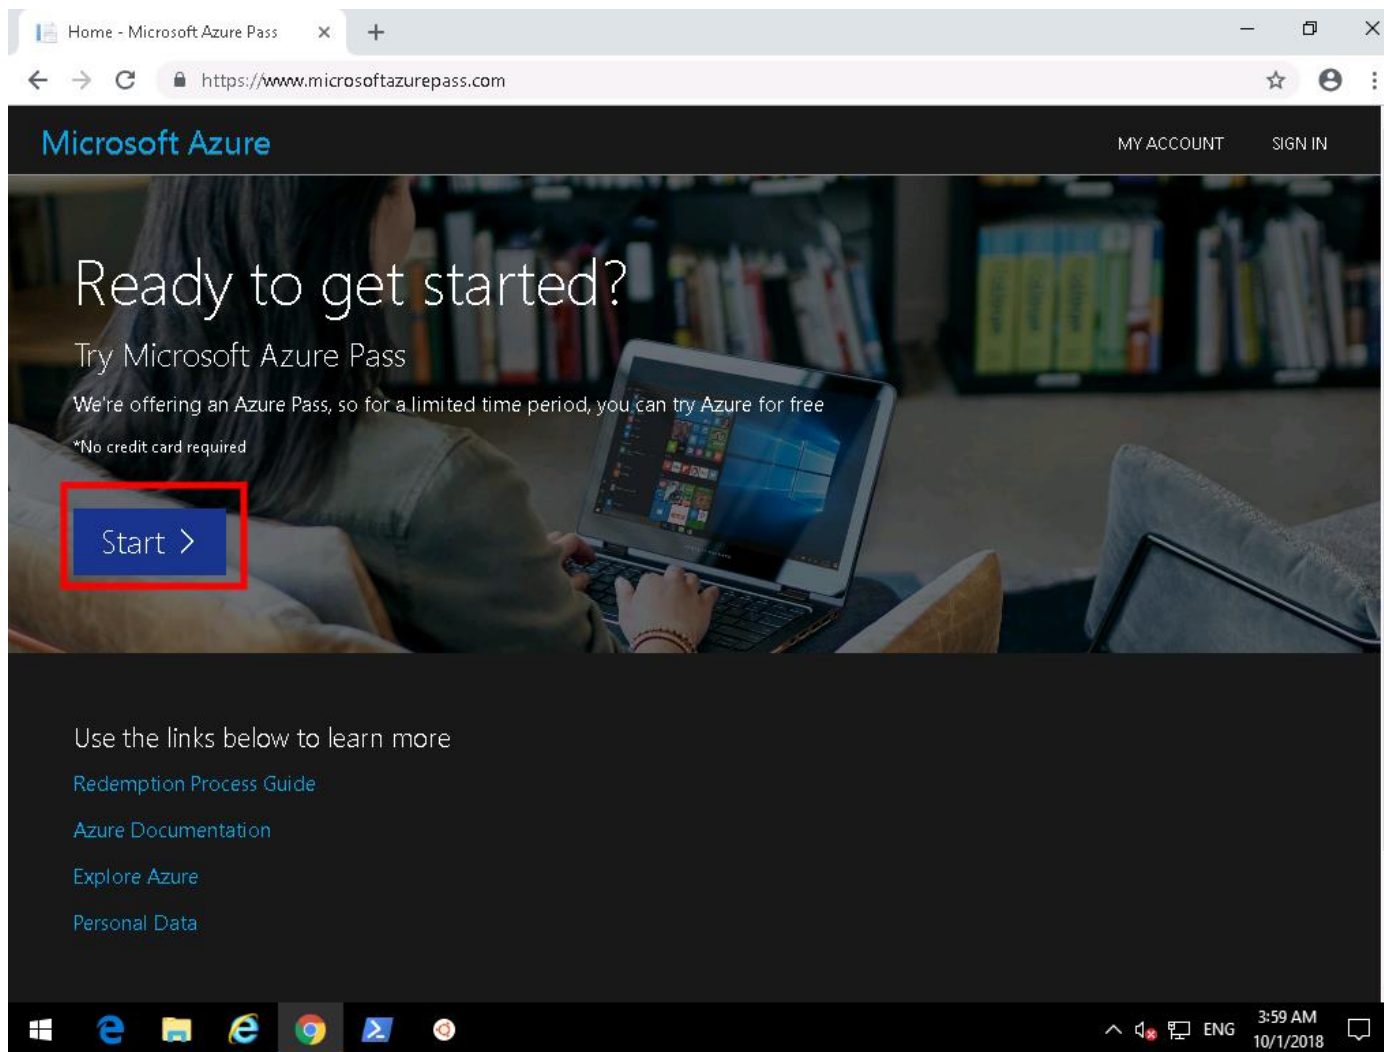 Home - Microsoft Azure Pass
https://www.microsoftazurepass.com
Microsoft Azure
MY ACCOUNT
SIGN IN
Ready to get started?
Try Microsoft Azure Pass
We're offering an Azure Pass, so for a limited time period, you can try Azure for free
*No credit card required
Start >
Use the links below to learn more
Redemption Process Guide
Azure Documentation
Explore Azure
Personal Data
ENG
3:59 AM
10/1/2018